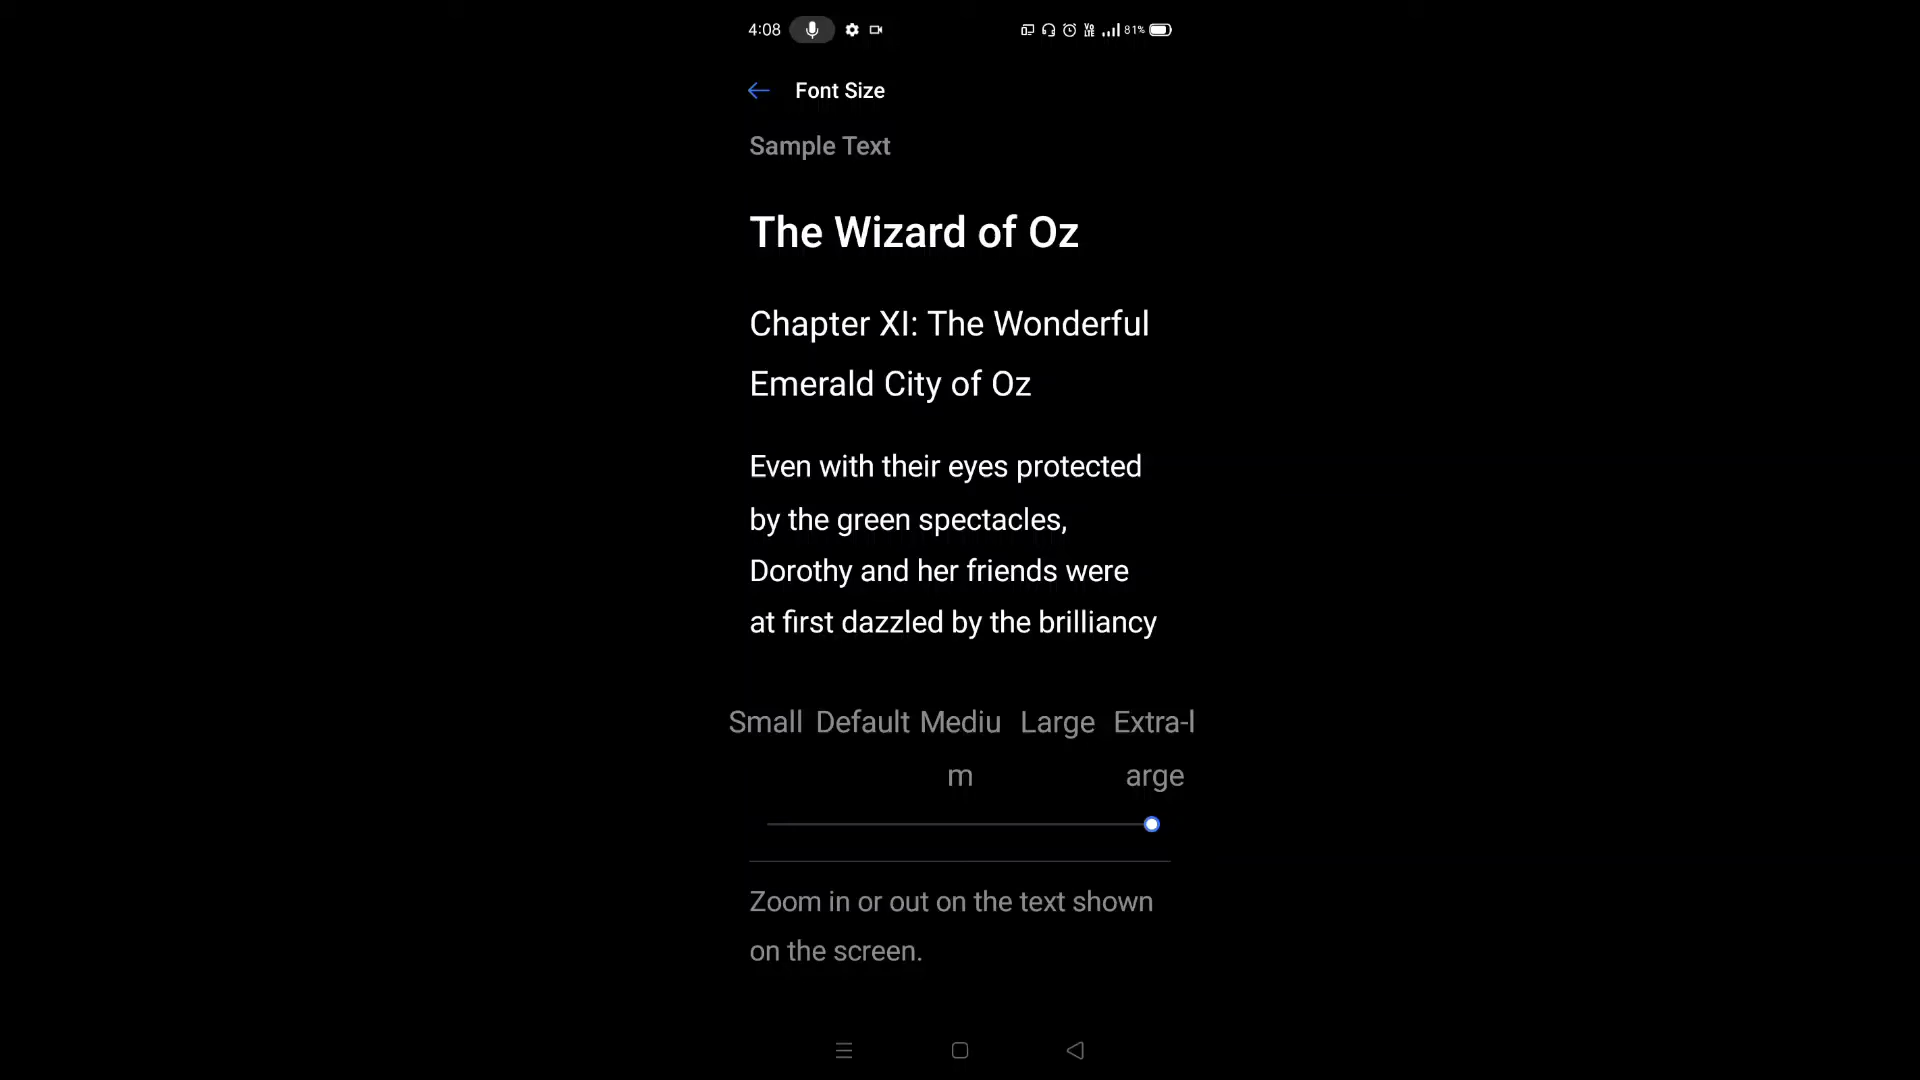 4:08
Vo LTE 81%
Font Size
Sample Text
The Wizard of Oz
Chapter XI: The Wonderful
Emerald City of Oz
Even with their eyes protected
by the green spectacles,
Dorothy and her friends were
at first dazzled by the brilliancy
Small Default Mediu Large Extra-l
m arge
Zoom in or out on the text shown
on the screen.